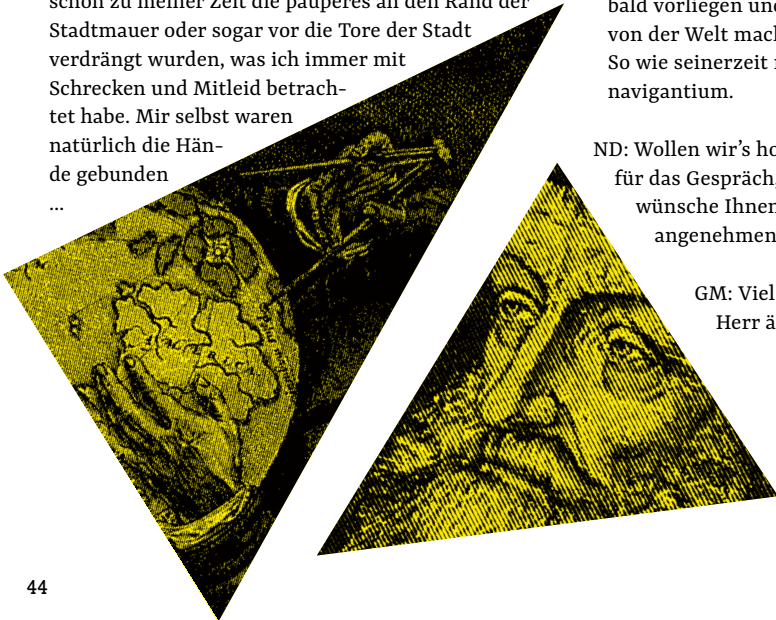 schon zu meiner Zeit die pauperes an den Rand der
Stadtmauer oder sogar vor die Tore der Stadt
verdrängt wurden, was ich immer mit
Schrecken und Mitleid betrach-
tet habe. Mir selbst waren
natürlich die Hän-
de gebunden
...
bald vorliegen und
von der Welt mach
So wie seinerzeit
navigantium.
ND: Wollen wir’s ho
für das Gespräch,
wünsche Ihnen
angenehmen
GM: Viel
Herr ä
44